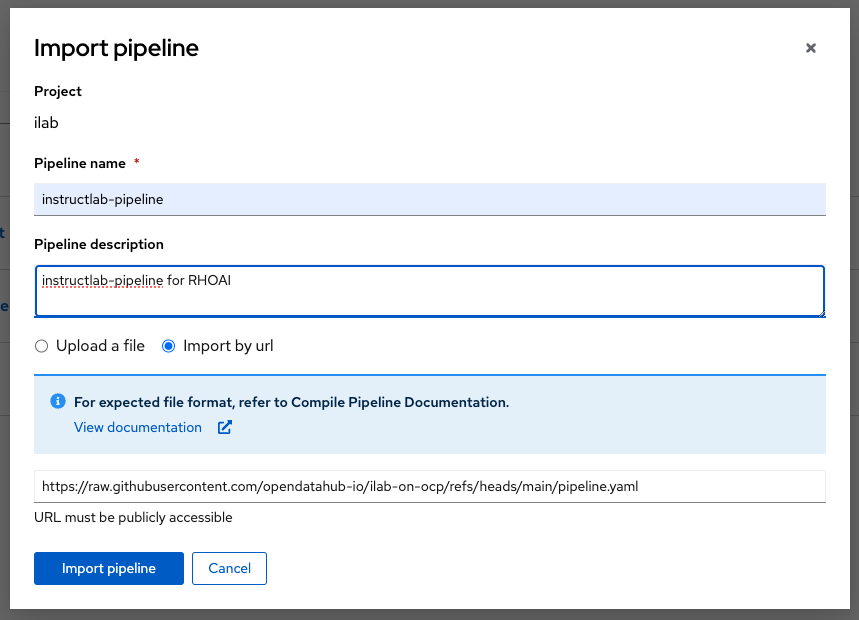 Import pipeline
Project
ilab
Pipeline name *
instructlab-pipeline
Pipeline description
instructlab-pipeline for RHOAI
Upload a file Import by url
For expected file format, refer to Compile Pipeline Documentation.
View documentation
https://raw.githubusercontent.com/opendatahub-io/ilab-on-ocp/refs/heads/main/pipeline.yaml
URL must be publicly accessible
Import pipeline Cancel